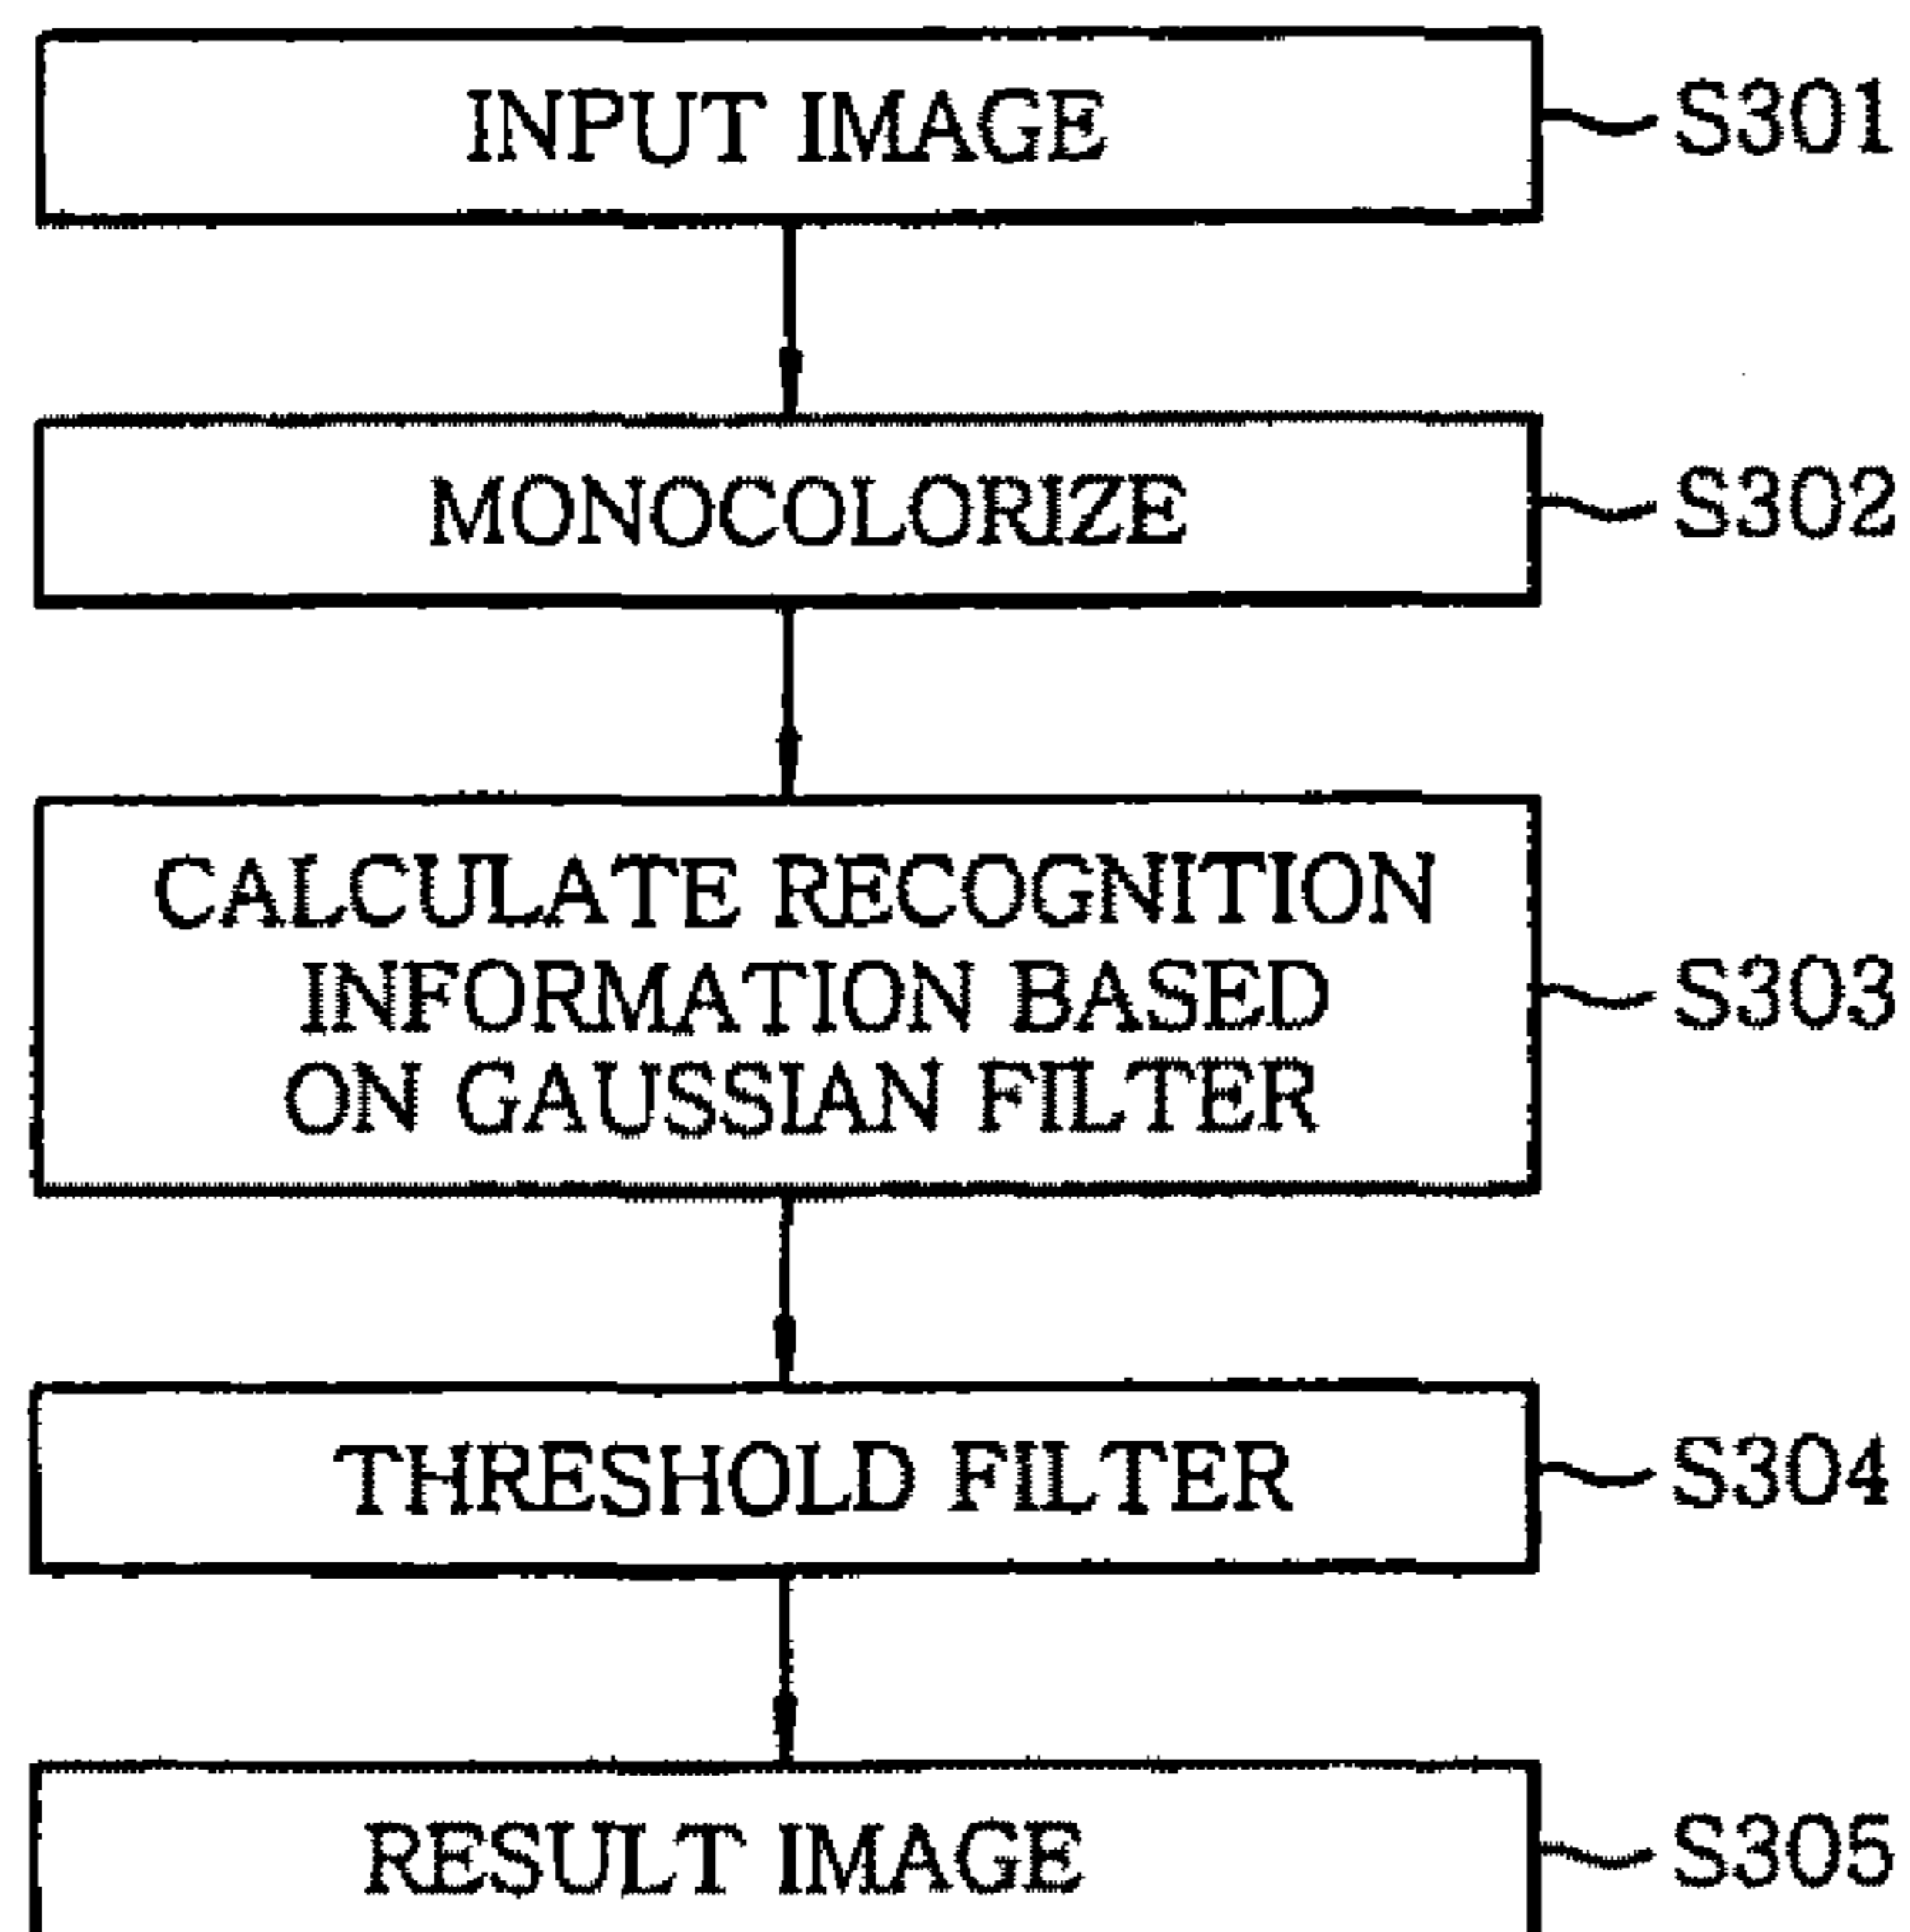 INPUT IMAGE
S301
MONOCOLORIZE
S302
CALCULATE RECOGNITION
INFORMATION BASED
ON GAUSSIAN FILTER
S303
THRESHOLD FILTER
S304
RESULT IMAGE
S305